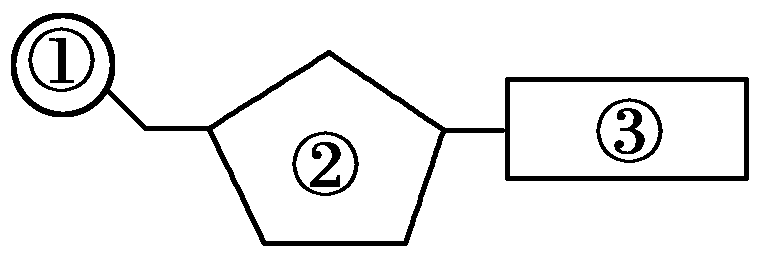 ①
②
③